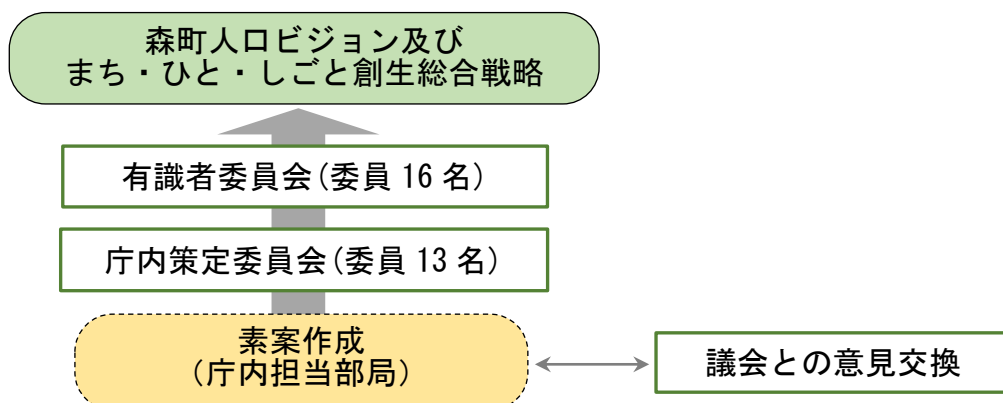 森町人口ビジョン及び
まち・ひと・しごと創生総合戦略
有識者委員会(委員 16 名)
庁内策定委員会(委員 13 名)
素案作成
(庁内担当部局)
議会との意見交換